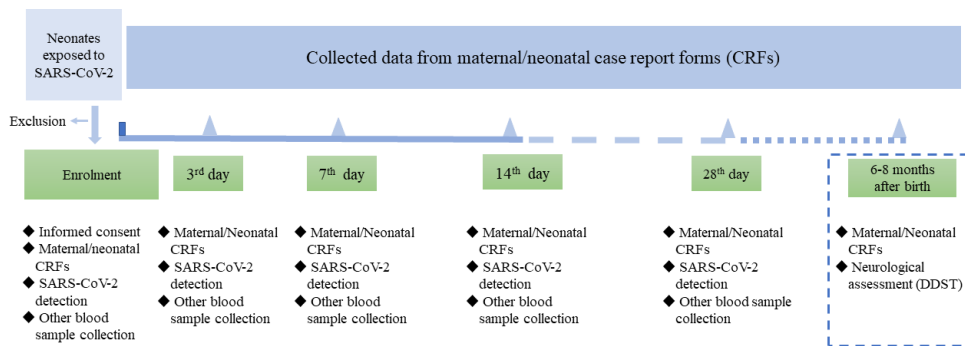 Neonates
exposed to
SARS-CoV-2
Collected data from maternal/neonatal case report forms (CRFs)
Exclusion
Enrolment
3rd day
7th day
14th day
28th day
6-8 months
after birth
◆ Informed consent
◆ Maternal/neonatal
CRFs
◆ SARS-CoV-2
detection
◆ Other blood
sample collection
◆ Maternal/Neonatal
CRFs
◆ SARS-CoV-2
detection
◆ Other blood
sample collection
◆ Maternal/Neonatal
CRFs
◆ SARS-CoV-2
detection
◆ Other blood
sample collection
◆ Maternal/Neonatal
CRFs
◆ SARS-CoV-2
detection
◆ Other blood
sample collection
◆ Maternal/Neonatal
CRFs
◆ SARS-CoV-2
detection
◆ Other blood sample
collection
◆ Maternal/Neonatal
CRFs
◆ Neurological
assessment (DDST)